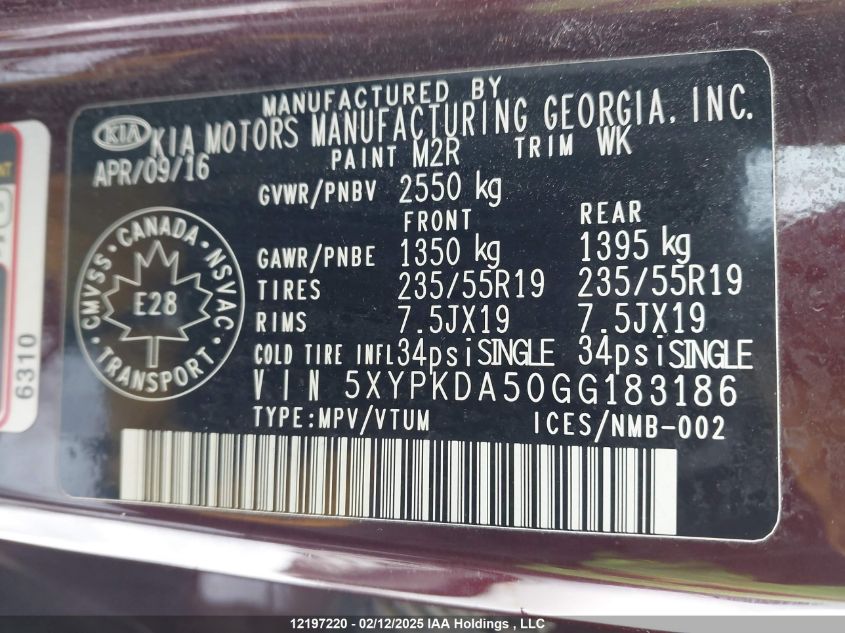 MANUFACTURED BY
KIA KIA MOTORS MANUFACTURING GEORGIA, INC.
APR/09/16 PAINT M2R TRIM WK
GVWR/PNBV 2550 kg
FRONT REAR
GAWR/PNBE 1350 kg 1395 kg
TIRES 235/55R19 235/55R19
RIMS 7.5JX19 7.5JX19
COLD TIRE INFL 34psi SINGLE 34psi SINGLE
VIN 5XYPKDA50GG183186
TYPE:MPV/VTUM ICES/NMB-002
CANADA
CMVSS NSVAC
E28
TRANSPORT
6310
12197220 - 02/12/2025 IAA Holdings , LLC